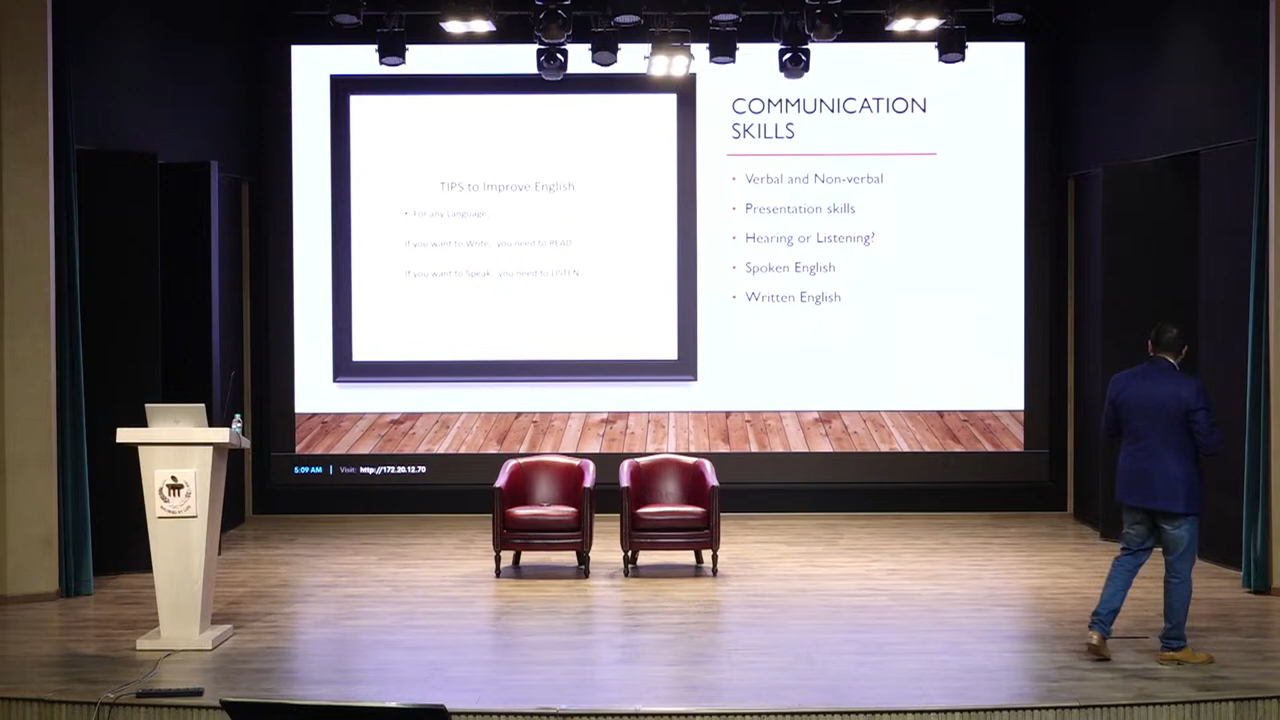 TIPS to Improve English
• For any Language,
If you want to Write, you need to READ
If you want to Speak, you need to LISTEN
COMMUNICATION
SKILLS
• Verbal and Non-verbal
• Presentation skills
• Hearing or Listening?
• Spoken English
• Written English
5:09 AM | Visit: http://172.20.12.70